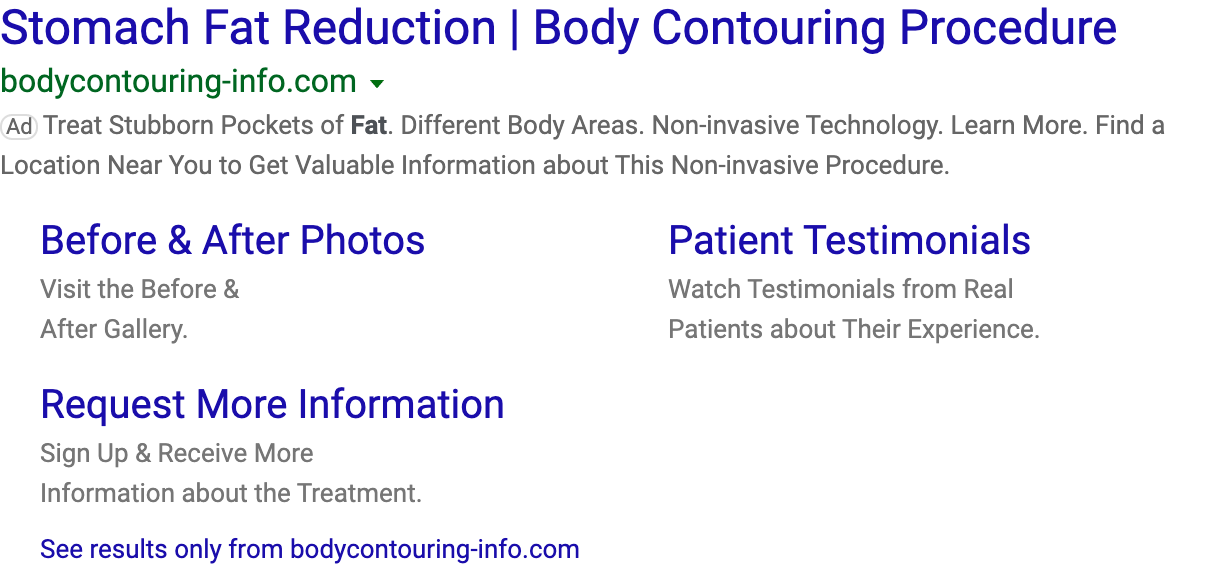 Stomach Fat Reduction | Body Contouring Procedure
bodycontouring-info.com
Ad Treat Stubborn Pockets of Fat. Different Body Areas. Non-invasive Technology. Learn More. Find a
Location Near You to Get Valuable Information about This Non-invasive Procedure.
Before & After Photos
Visit the Before &
After Gallery.
Patient Testimonials
Watch Testimonials from Real
Patients about Their Experience.
Request More Information
Sign Up & Receive More
Information about the Treatment.
See results only from bodycontouring-info.com